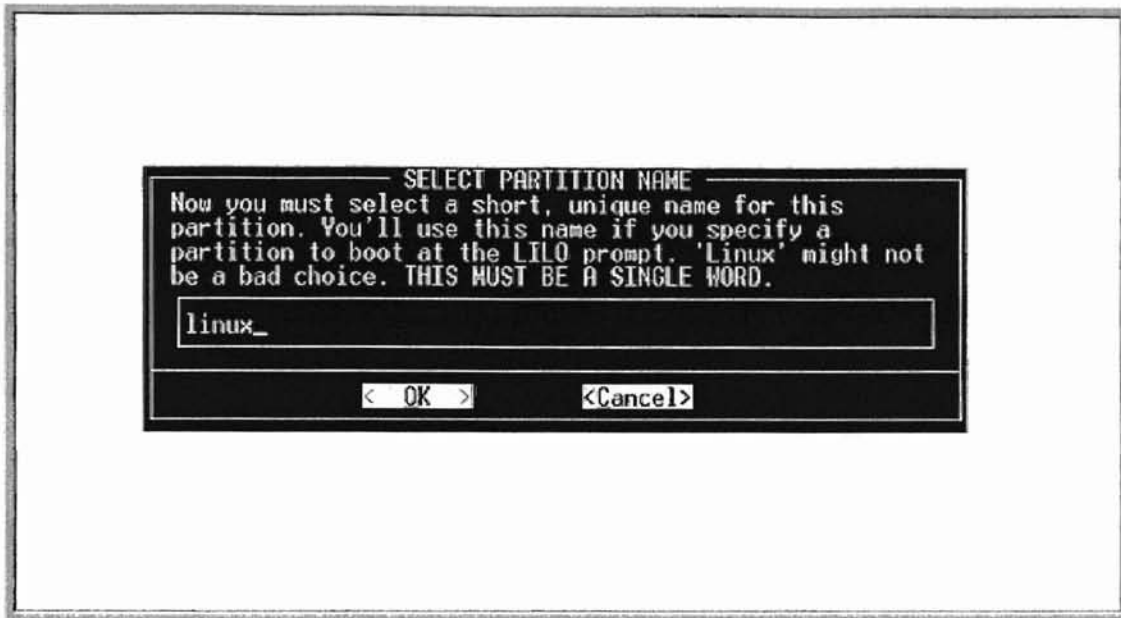 SELECT PARTITION NAME
Now you must select a short, unique name for this
partition. You'll use this name if you specify a
partition to boot at the LILO prompt. 'Linux' might not
be a bad choice. THIS MUST BE A SINGLE WORD.
linux_
< OK > <Cancel>